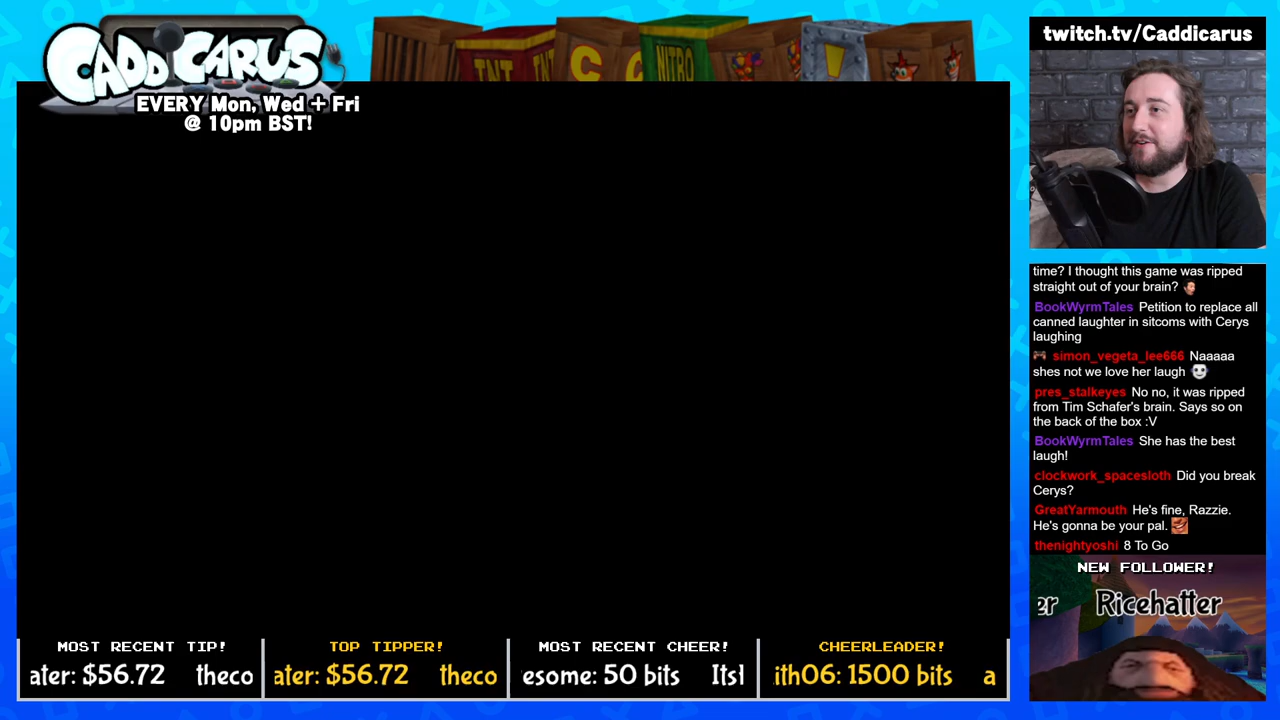 CADDICARUS
EVERY Mon, Wed + Fri
@ 10pm BST!
TNT
TNT
C
C
NITRO
twitch.tv/Caddicarus
time? I thought this game was ripped
straight out of your brain?
BookWyrmTales Petition to replace all
canned laughter in sitcoms with Cerys
laughing
simon_vegeta_lee666 Naaaaa
shes not we love her laugh
pres_stalkeyes No no, it was ripped
from Tim Schafer's brain. Says so on
the back of the box :V
BookWyrmTales She has the best
laugh!
clockwork_spacesloth Did you break
Cerys?
GreatYarmouth He's fine, Razzie.
He's gonna be your pal.
thenightyoshi 8 To Go
NEW FOLLOWER!
er Ricehatter
MOST RECENT TIP!
ater: $56.72 theco
TOP TIPPER!
ater: $56.72 theco
MOST RECENT CHEER!
esome: 50 bits Its
CHEERLEADER!
ith06: 1500 bits a